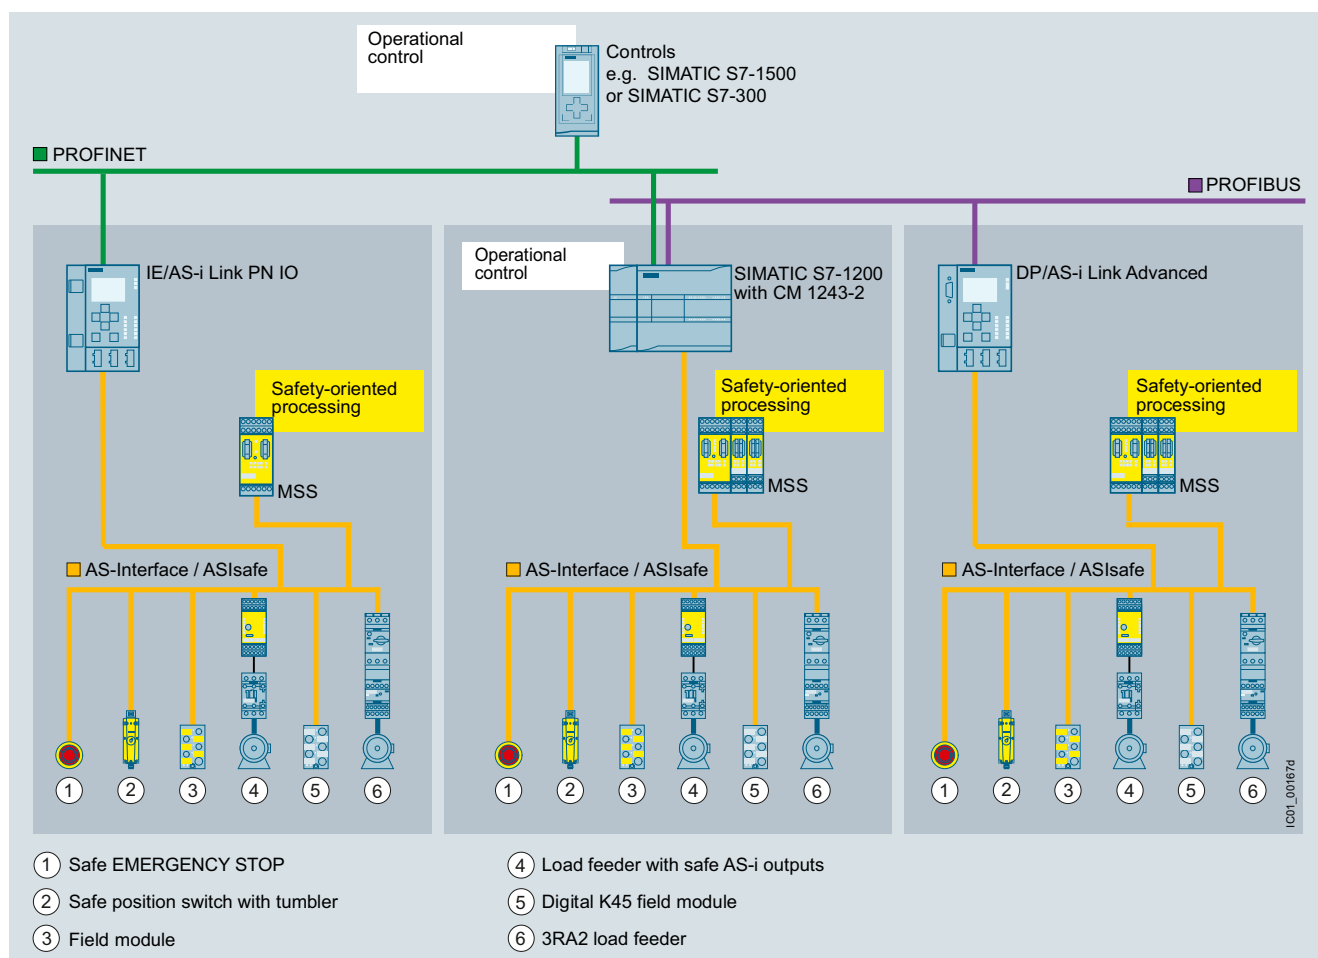 Operational
control
Controls
e.g. SIMATIC S7-1500
or SIMATIC S7-300
PROFINET
PROFIBUS
IE/AS-i Link PN IO
Operational
control
SIMATIC S7-1200
with CM 1243-2
DP/AS-i Link Advanced
Safety-oriented
processing
MSS
Safety-oriented
processing
MSS
Safety-oriented
processing
MSS
AS-Interface / ASIsafe
AS-Interface / ASIsafe
AS-Interface / ASIsafe
1 2 3 4 5 6
1 2 3 4 5 6
1 2 3 4 5 6
IC01_00167d
1 Safe EMERGENCY STOP
2 Safe position switch with tumbler
3 Field module
4 Load feeder with safe AS-i outputs
5 Digital K45 field module
6 3RA2 load feeder